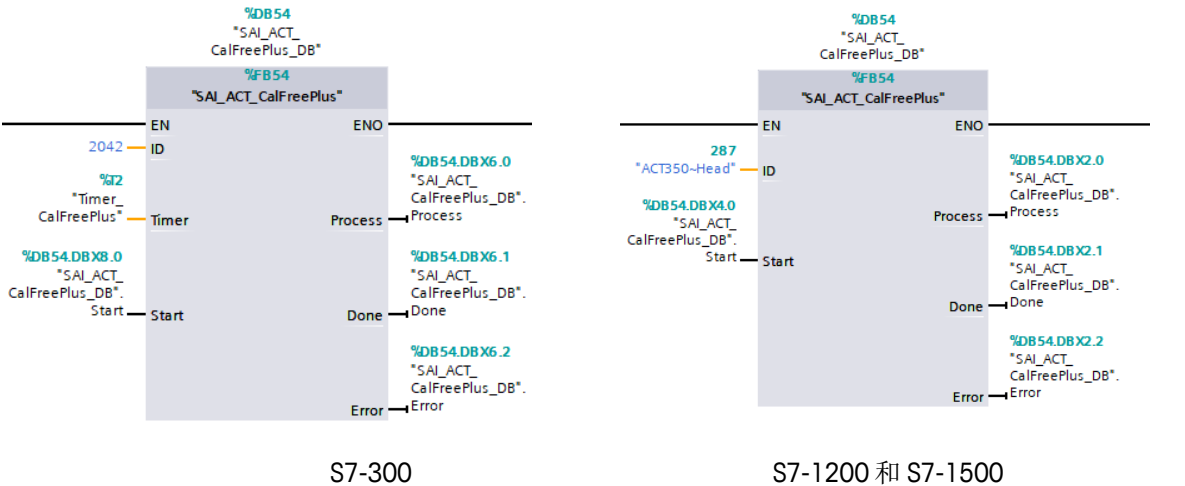 %DB54
"SAI_ACT_
CalFreePlus_DB"
%FB54
"SAI_ACT_CalFreePlus"
EN
ENO
2042
ID
%T2
"Timer_
CalFreePlus"
Timer
%DB54.DBX8.0
"SAI_ACT_
CalFreePlus_DB".
Start
Start
%DB54.DBX6.0
"SAI_ACT_
CalFreePlus_DB".
Process
Process
%DB54.DBX6.1
"SAI_ACT_
CalFreePlus_DB".
Done
Done
%DB54.DBX6.2
"SAI_ACT_
CalFreePlus_DB".
Error
Error
S7-300
%DB54
"SAI_ACT_
CalFreePlus_DB"
%FB54
"SAI_ACT_CalFreePlus"
EN
ENO
287
"ACT350~Head"
ID
%DB54.DBX4.0
"SAI_ACT_
CalFreePlus_DB".
Start
Start
%DB54.DBX2.0
"SAI_ACT_
CalFreePlus_DB".
Process
Process
%DB54.DBX2.1
"SAI_ACT_
CalFreePlus_DB".
Done
Done
%DB54.DBX2.2
"SAI_ACT_
CalFreePlus_DB".
Error
Error
S7-1200 和 S7-1500